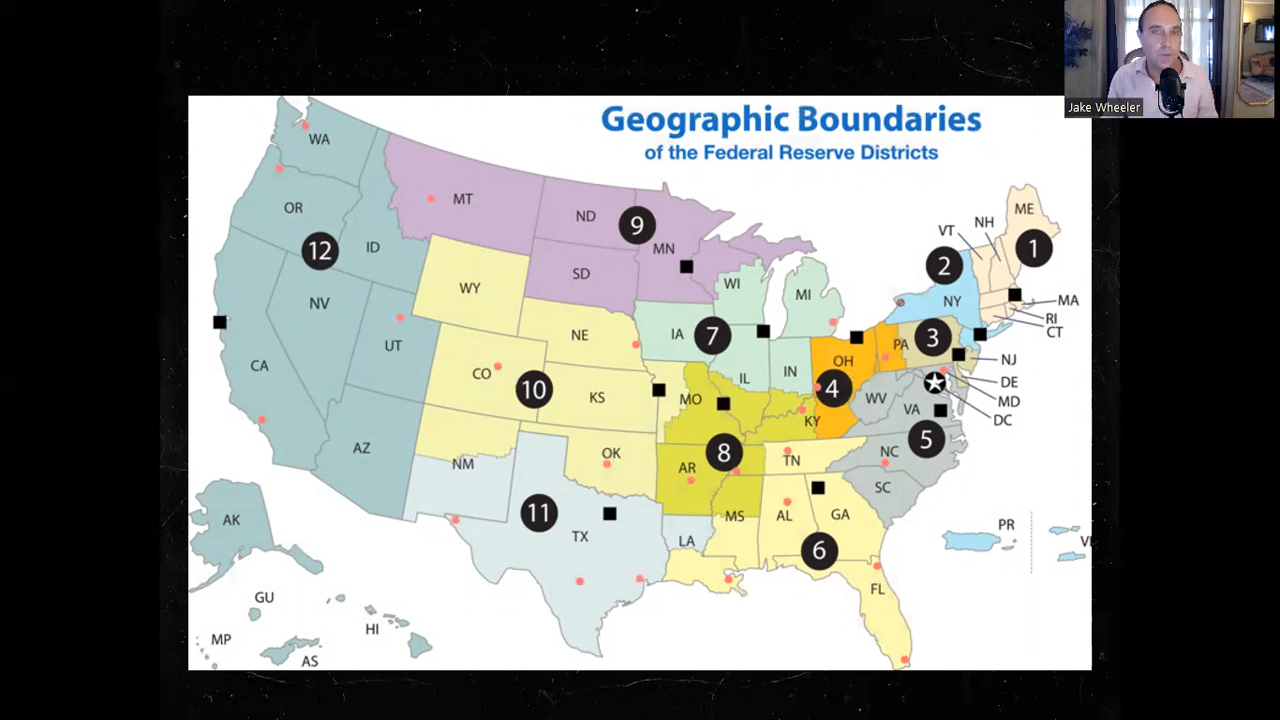 Jake Wheeler
Geographic Boundaries
of the Federal Reserve Districts
WA
MT
ND
9
MN
OR
12
ID
SD
WY
WI
MI
VT
NH
ME
1
2
NY
MA
RI
CT
NV
UT
CA
NE
IA
7
IL
IN
OH
PA
3
NJ
DE
MD
DC
CO
10
KS
MO
4
WV
VA
KY
5
AZ
NM
OK
AR
8
TN
NC
SC
11
TX
LA
MS
AL
GA
6
FL
AK
GU
MP
AS
HI
PR
VI